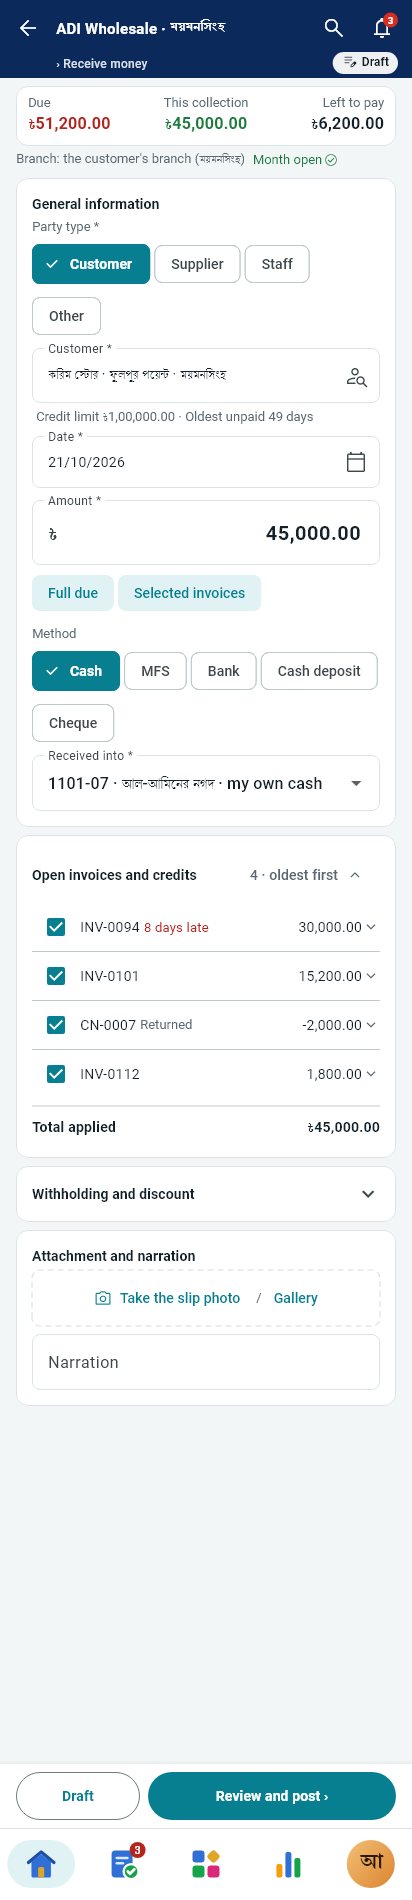 ADI Wholesale · ময়মনসিংহ
3
› Receive money
Draft
Due This collection Left to pay
৳51,200.00 ৳45,000.00 ৳6,200.00
Branch: the customer's branch (ময়মনসিংহ) Month open
General information
Party type *
Customer Supplier Staff
Other
Customer *
করিম স্টোর · ফুলপুর পয়েন্ট · ময়মনসিংহ
Credit limit ৳1,00,000.00 · Oldest unpaid 49 days
Date *
21/10/2026
Amount *
৳ 45,000.00
Full due Selected invoices
Method
Cash MFS Bank Cash deposit
Cheque
Received into *
1101-07 · আল-আমিনের নগদ · my own cash
Open invoices and credits 4 · oldest first
INV-0094 8 days late 30,000.00
INV-0101 15,200.00
CN-0007 Returned -2,000.00
INV-0112 1,800.00
Total applied ৳45,000.00
Withholding and discount
Attachment and narration
Take the slip photo / Gallery
Narration
Draft Review and post ›
3
আ